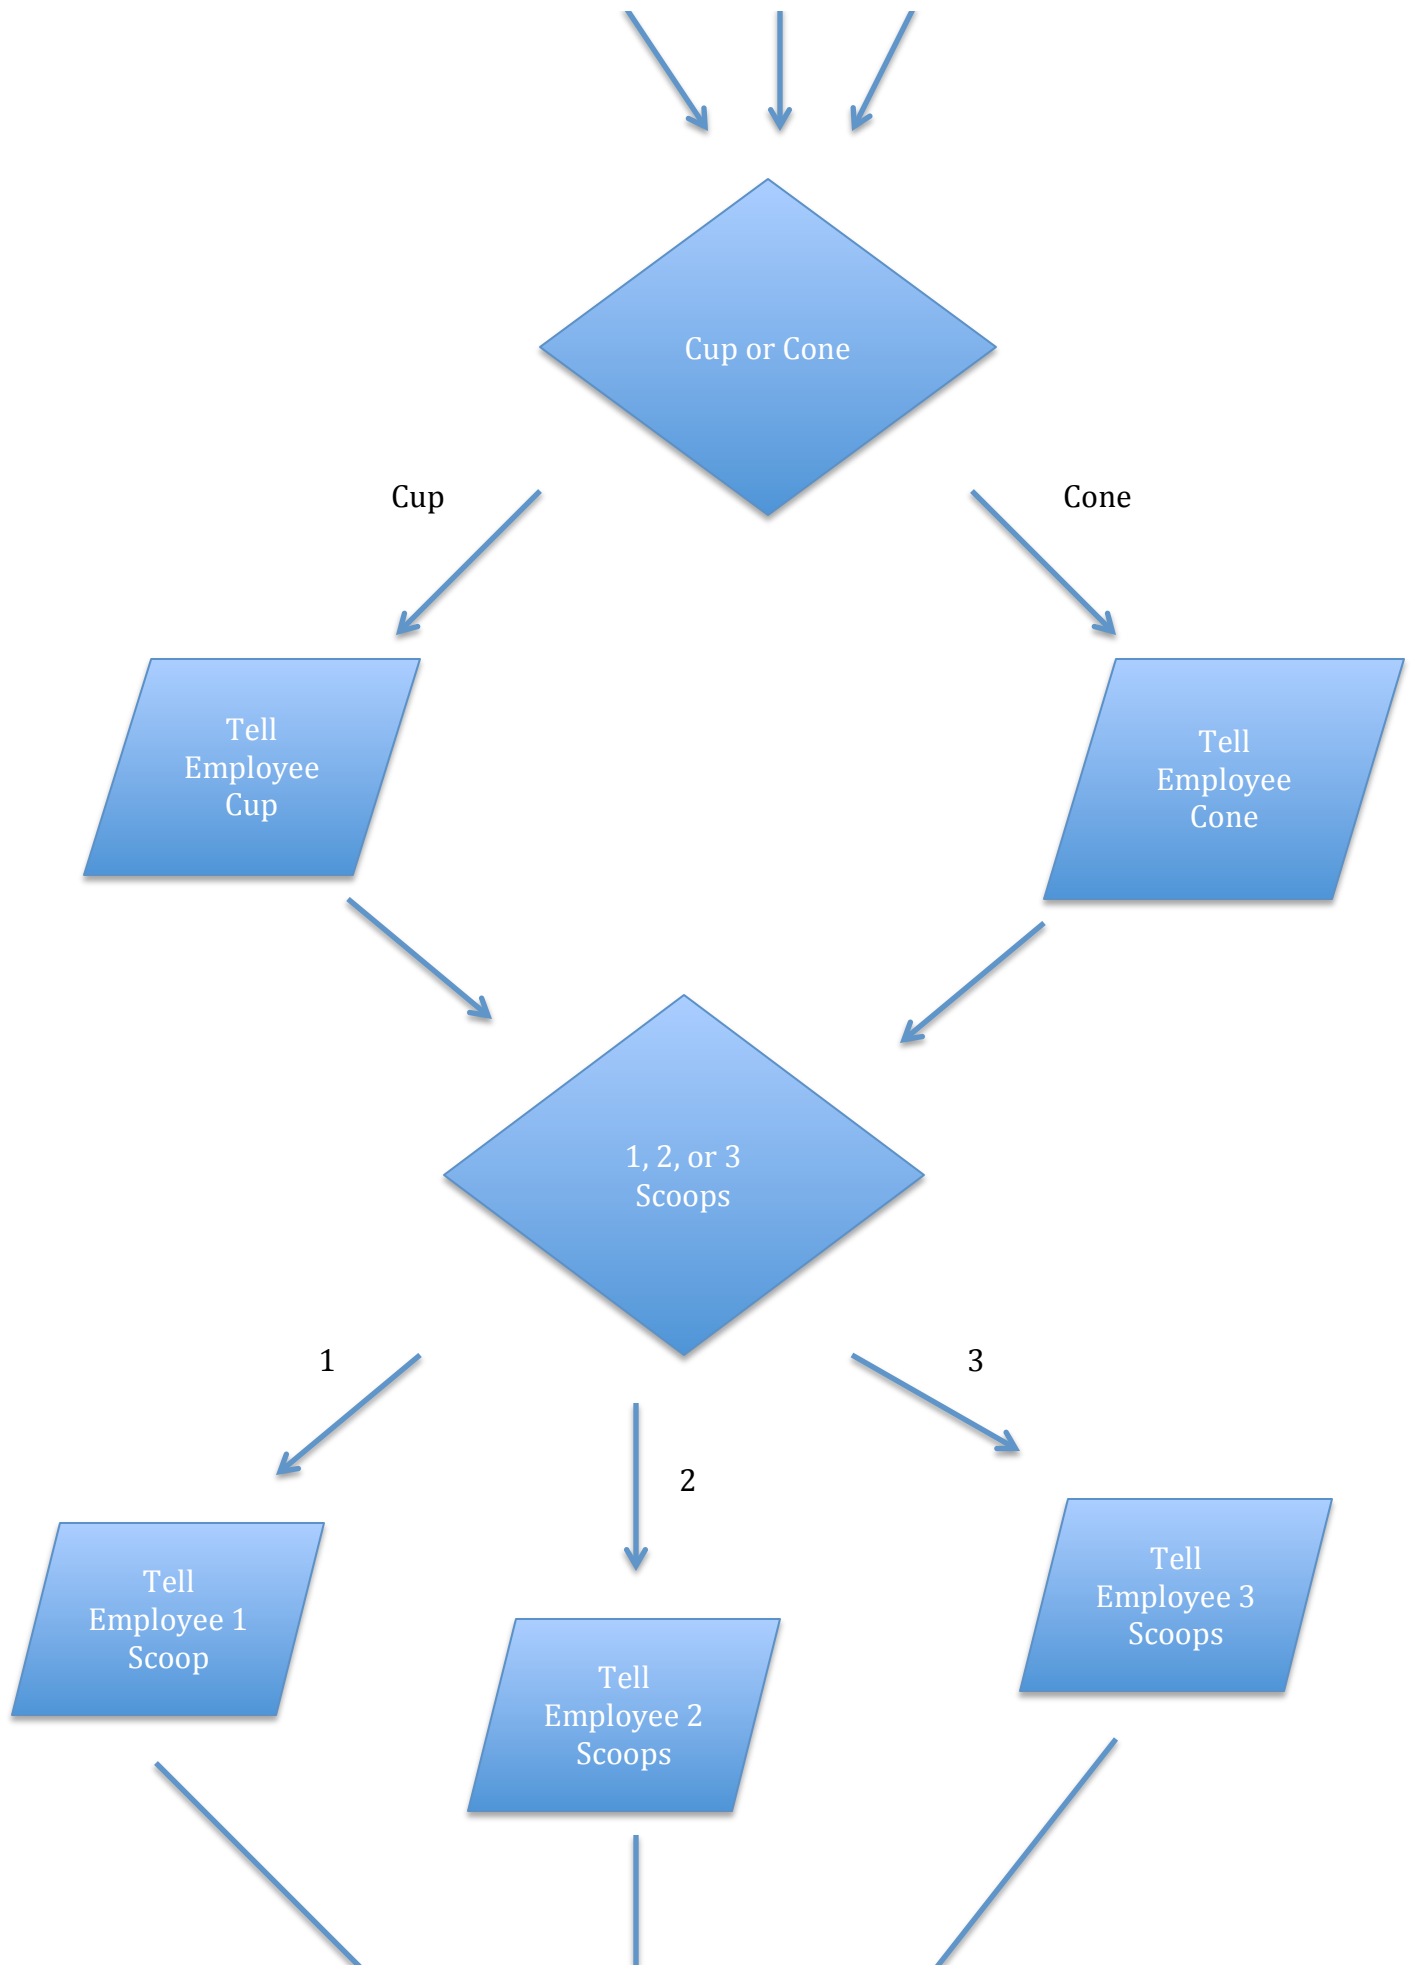 Cup or Cone
Cup
Cone
Tell
Employee
Cup
Tell
Employee
Cone
1, 2, or 3
Scoops
1
3
2
Tell
Employee 1
Scoop
Tell
Employee 2
Scoops
Tell
Employee 3
Scoops